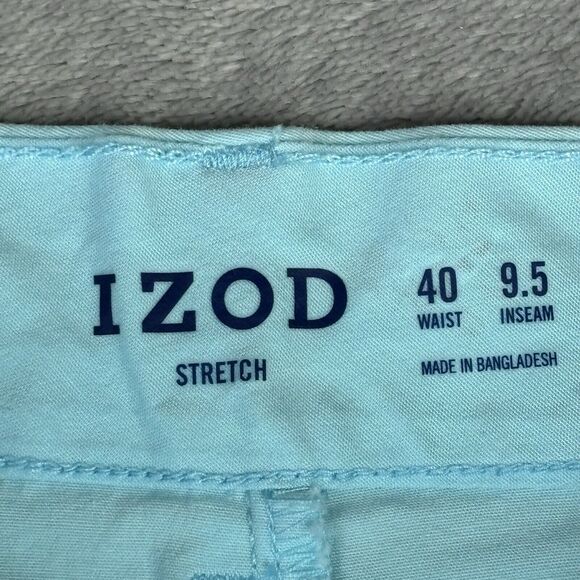 IZOD
STRETCH
40 9.5
WAIST INSEAM
MADE IN BANGLADESH